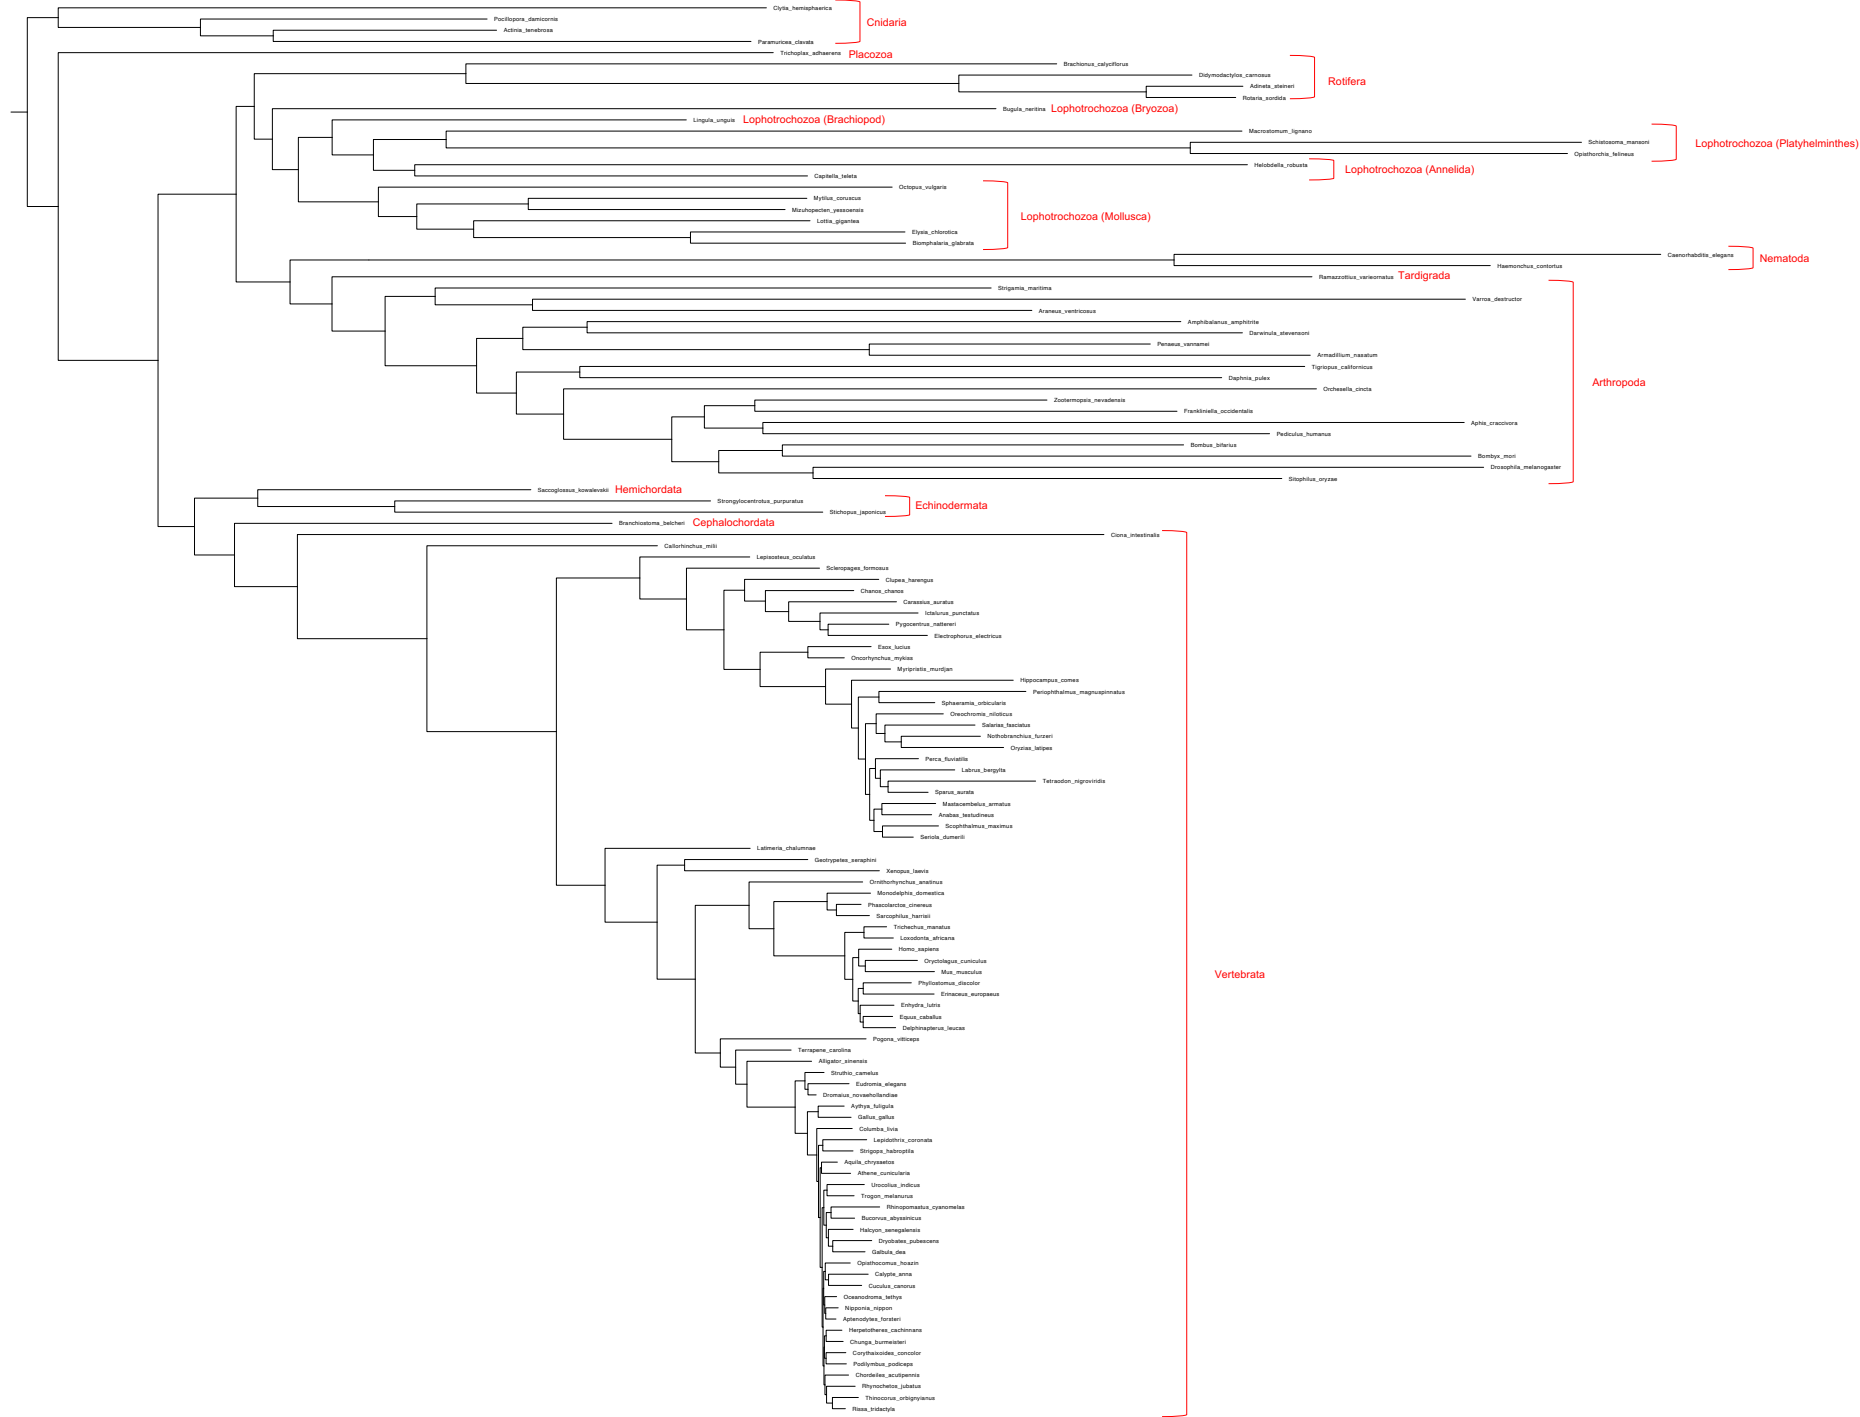 Clytia_hemisphaerica
Pocillopora_damicornis
Cnidaria
Actinia_tenebrosa
Paramuricea_clavata
Trichoplax_adhaerens Placozoa
Brachionus_calyciflorus
Didymodactylos_carnosus
Rotifera
Adineta_steineri
Rotaria_sordida
Bugula_neritina Lophotrochozoa (Bryozoa)
Lingula_unguis Lophotrochozoa (Brachiopod)
Macrostomum_lignano
Schistosoma_mansoni
Lophotrochozoa (Platyhelminthes)
Opisthorchis_felineus
Helobdella_robusta
Lophotrochozoa (Annelida)
Capitella_teleta
Octopus_vulgaris
Mytilus_coruscus
Mizuhopecten_yessoensis
Lophotrochozoa (Mollusca)
Lottia_gigantea
Elysia_chlorotica
Biomphalaria_glabrata
Caenorhabditis_elegans
Nematoda
Haemonchus_contortus
Ramazzottius_varieornatus Tardigrada
Strigamia_maritima
Varroa_destructor
Araneus_ventricosus
Amphibalanus_amphitrite
Darwinula_stevensoni
Penaeus_vannamei
Armadillium_nasatum
Tigriopus_californicus
Daphnia_pulex
Arthropoda
Orchesella_cincta
Zootermopsis_nevadensis
Frankliniella_occidentalis
Aphis_craccivora
Pediculus_humanus
Bombus_bifarius
Bombyx_mori
Drosophila_melanogaster
Sitophilus_oryzae
Saccoglossus_kowalevskii Hemichordata
Strongylocentrotus_purpuratus
Echinodermata
Stichopus_japonicus
Branchiostoma_belcheri Cephalochordata
Ciona_intestinalis
Callorhinchus_milii
Lepisosteus_oculatus
Scleropages_formosus
Clupea_harengus
Chanos_chanos
Carassius_auratus
Ictalurus_punctatus
Pygocentrus_nattereri
Electrophorus_electricus
Esox_lucius
Oncorhynchus_mykiss
Myripristis_murdjan
Hippocampus_comes
Periophthalmus_magnuspinnatus
Sphaeramia_orbicularis
Oreochromis_niloticus
Salarias_fasciatus
Nothobranchius_furzeri
Oryzias_latipes
Perca_fluviatilis
Labrus_bergylta
Tetraodon_nigroviridis
Sparus_aurata
Mastacembelus_armatus
Anabas_testudineus
Scophthalmus_maximus
Seriola_dumerili
Latimeria_chalumnae
Geotrypetes_seraphini
Xenopus_laevis
Ornithorhynchus_anatinus
Monodelphis_domestica
Phascolarctos_cinereus
Sarcophilus_harrisii
Trichechus_manatus
Loxodonta_africana
Homo_sapiens
Oryctolagus_cuniculus
Mus_musculus
Vertebrata
Phyllostomus_discolor
Erinaceus_europaeus
Enhydra_lutris
Equus_caballus
Delphinapterus_leucas
Pogona_vitticeps
Terrapene_carolina
Alligator_sinensis
Struthio_camelus
Eudromia_elegans
Dromaius_novaehollandiae
Aythya_fuligula
Gallus_gallus
Columba_livia
Lepidothrix_coronata
Strigops_habroptila
Aquila_chrysaetos
Athene_cunicularia
Urocolius_indicus
Trogon_melanurus
Rhinopomastus_cyanomelas
Bucorvus_abyssinicus
Halcyon_senegalensis
Dryobates_pubescens
Galbula_dea
Opisthocomus_hoazin
Calypte_anna
Cuculus_canorus
Oceanodroma_tethys
Nipponia_nippon
Aptenodytes_forsteri
Herpetotheres_cachinnans
Chunga_burmeisteri
Corythaixoides_concolor
Podilymbus_podiceps
Chordeiles_acutipennis
Rhynochetos_jubatus
Thinocorus_orbignyianus
Rissa_tridactyla